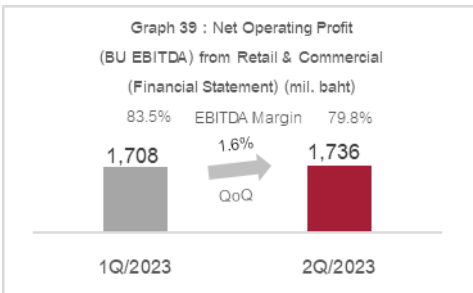 Graph 39 : Net Operating Profit
(BU EBITDA) from Retail & Commercial
(Financial Statement) (mil. baht)
83.5% EBITDA Margin 79.8%
1,708 1.6% 1,736
QoQ
1Q/2023 2Q/2023